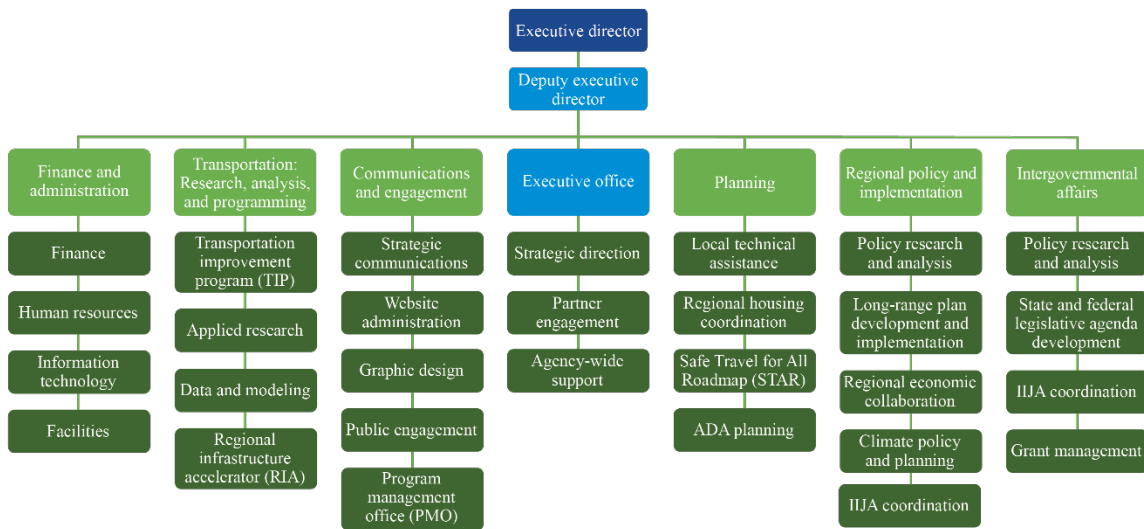 Executive director
Deputy executive
director
Finance and
administration
Finance
Human resources
Information
technology
Facilities
Transportation:
Research, analysis,
and programming
Transportation
improvement
program (TIP)
Applied research
Data and modeling
Regional
infrastructure
accelerator (RIA)
Communications
and engagement
Strategic
communications
Website
administration
Graphic design
Public engagement
Program
management
office (PMO)
Executive office
Strategic direction
Partner
engagement
Agency-wide
support
Planning
Local technical
assistance
Regional housing
coordination
Safe Travel for All
Roadmap (STAR)
ADA planning
Regional policy and
implementation
Policy research
and analysis
Long-range plan
development and
implementation
Regional economic
collaboration
Climate policy
and planning
IIJA coordination
Intergovernmental
affairs
Policy research
and analysis
State and federal
legislative agenda
development
IIJA coordination
Grant management